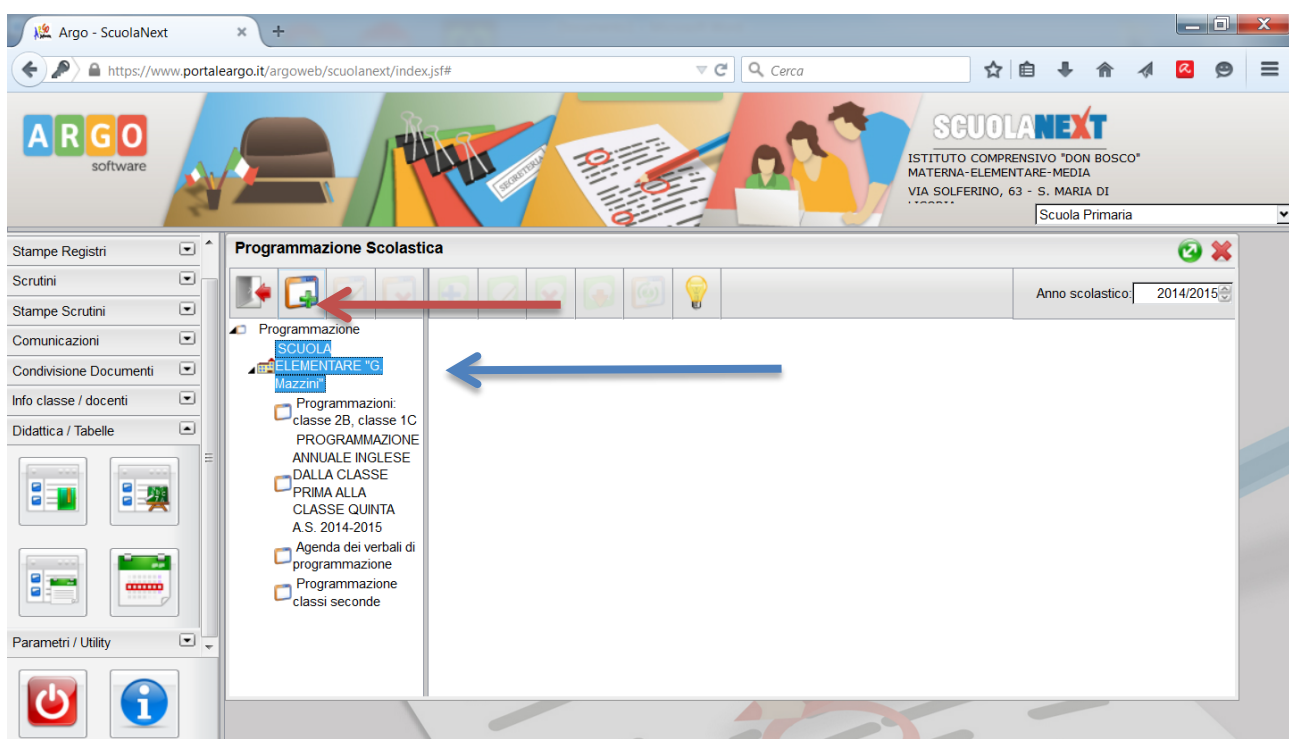 Argo - ScuolaNext
https://www.portaleargo.it/argoweb/scuolanext/index.jsf#
Cerca
ARGO
software
SEGRETERIA
SCUOLANEXT
ISTITUTO COMPRENSIVO "DON BOSCO"
MATERNA-ELEMENTARE-MEDIA
VIA SOLFERINO, 63 - S. MARIA DI
Scuola Primaria
Stampe Registri
Scrutini
Stampe Scrutini
Comunicazioni
Condivisione Documenti
Info classe / docenti
Didattica / Tabelle
Parametri / Utility
Programmazione Scolastica
Anno scolastico: 2014/2015
Programmazione
SCUOLA
ELEMENTARE "G.
Mazzini"
Programmazioni:
classe 2B, classe 1C
PROGRAMMAZIONE
ANNUALE INGLESE
DALLA CLASSE
PRIMA ALLA
CLASSE QUINTA
A.S. 2014-2015
Agenda dei verbali di
programmazione
Programmazione
classi seconde